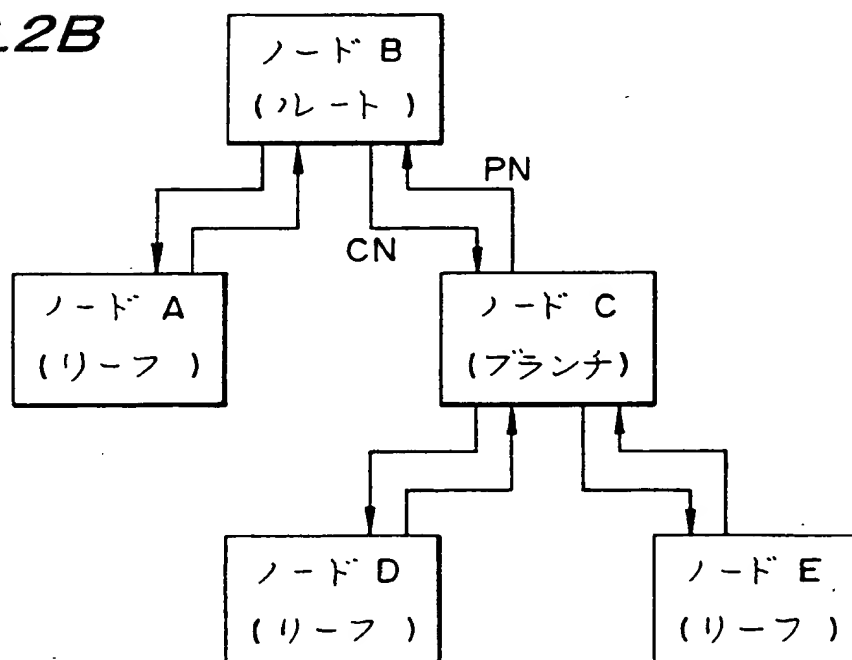 .2B
ノード B
(ルート)
PN
CN
ノード A
(リーフ)
ノード C
(ブランチ)
ノード D
(リーフ)
ノード E
(リーフ)